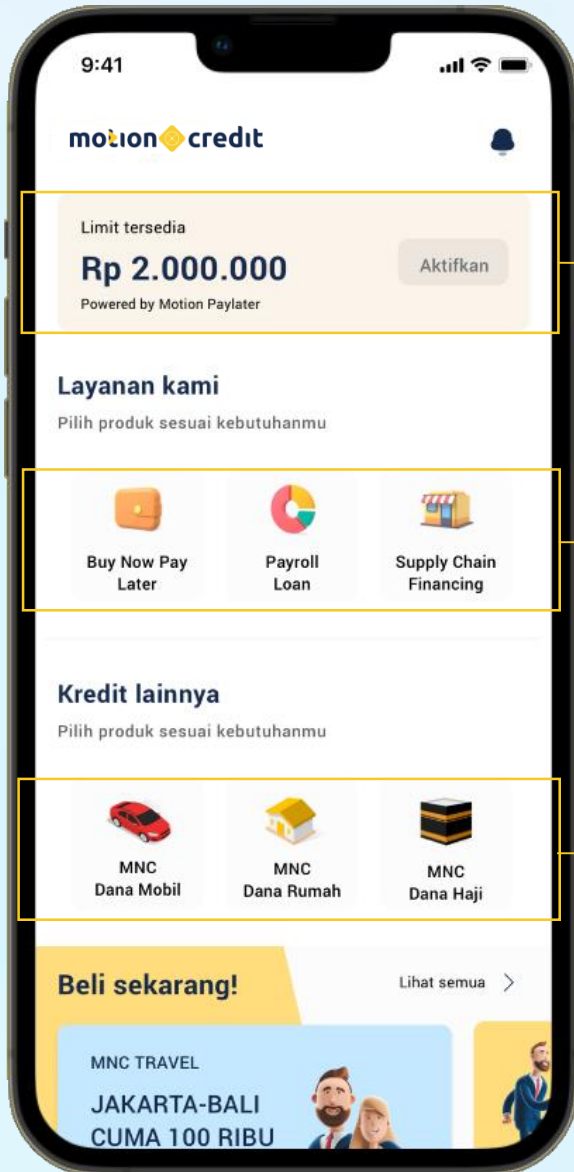 9:41
motion credit
Limit tersedia
Rp 2.000.000
Aktifkan
Powered by Motion Paylater
Layanan kami
Pilih produk sesuai kebutuhanmu
Buy Now Pay
Later
Payroll
Loan
Supply Chain
Financing
Kredit lainnya
Pilih produk sesuai kebutuhanmu
MNC
Dana Mobil
MNC
Dana Rumah
MNC
Dana Haji
Beli sekarang!
Lihat semua
MNC TRAVEL
JAKARTA-BALI
CUMA 100 RIBU